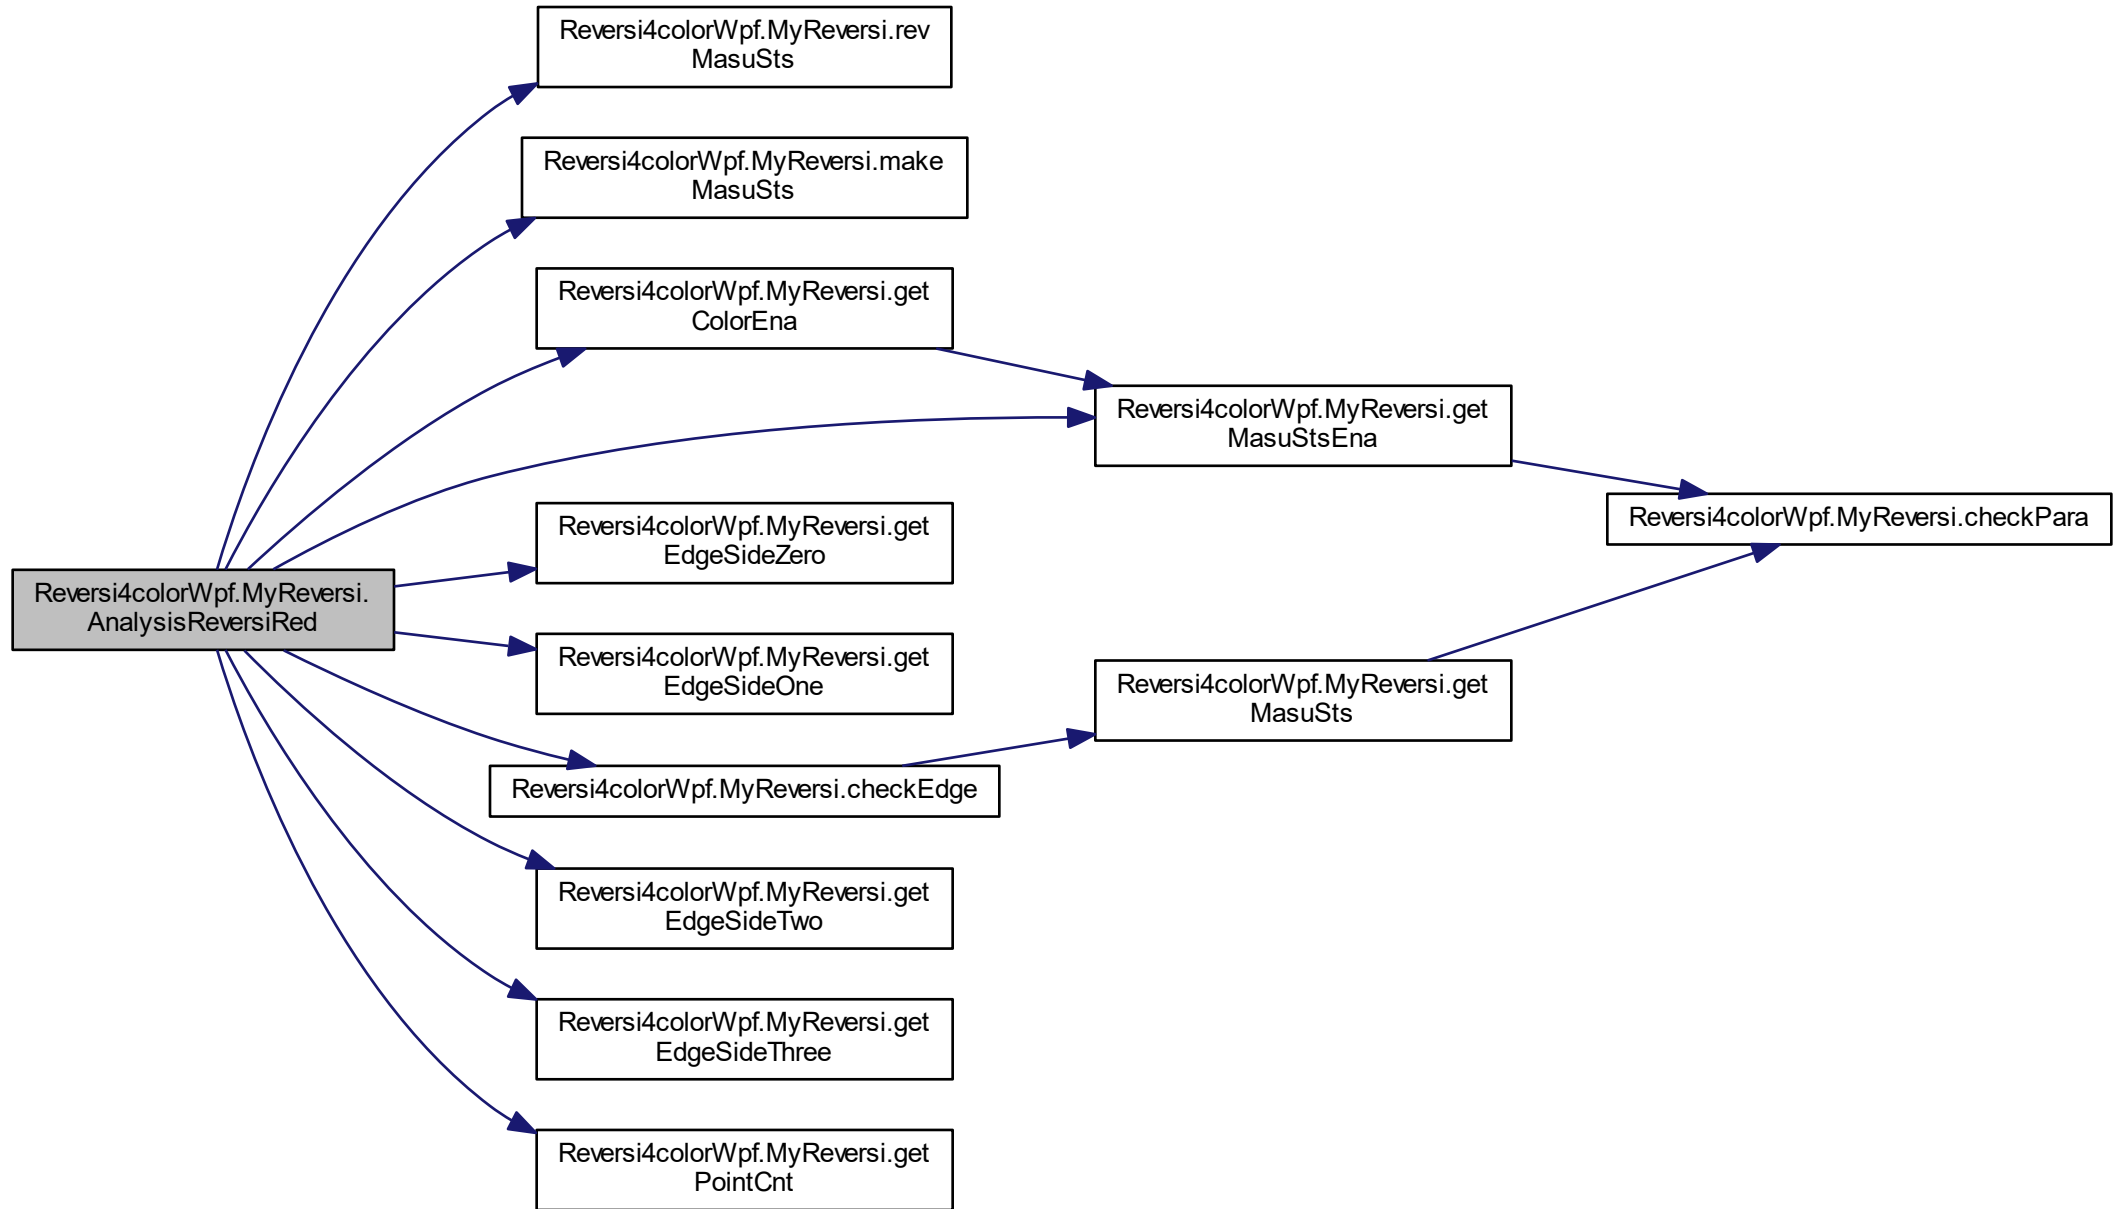 Reversi4colorWpf.MyReversi.rev
MasuSts
Reversi4colorWpf.MyReversi.make
MasuSts
Reversi4colorWpf.MyReversi.get
ColorEna
Reversi4colorWpf.MyReversi.get
MasuStsEna
Reversi4colorWpf.MyReversi.checkPara
Reversi4colorWpf.MyReversi.get
EdgeSideZero
Reversi4colorWpf.MyReversi.
AnalysisReversiRed
Reversi4colorWpf.MyReversi.get
EdgeSideOne
Reversi4colorWpf.MyReversi.get
MasuSts
Reversi4colorWpf.MyReversi.checkEdge
Reversi4colorWpf.MyReversi.get
EdgeSideTwo
Reversi4colorWpf.MyReversi.get
EdgeSideThree
Reversi4colorWpf.MyReversi.get
PointCnt